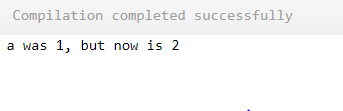 Compilation completed successfully
a was 1, but now is 2